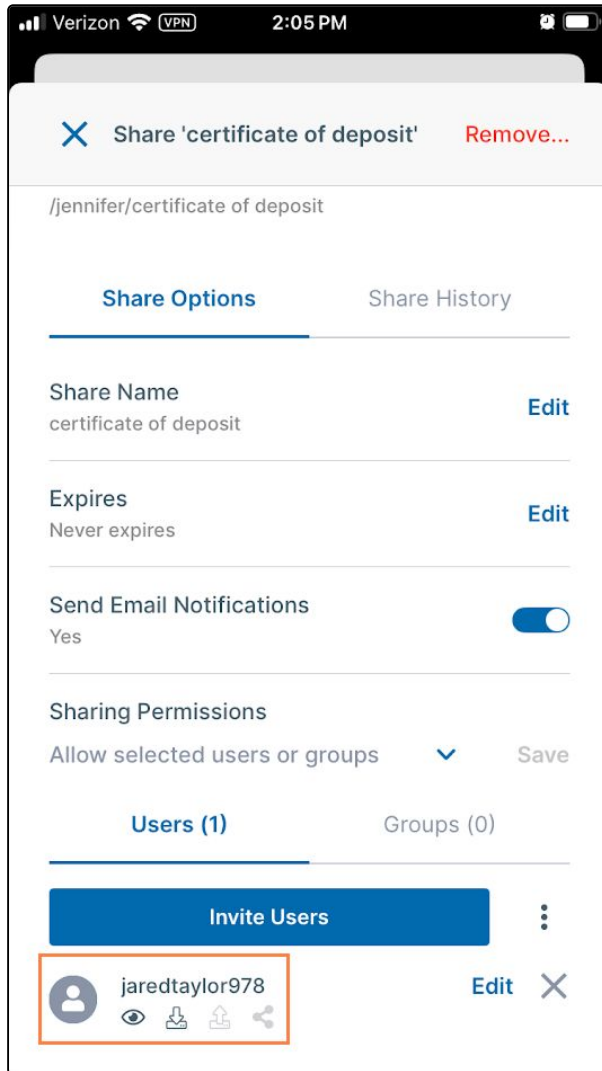 Verizon VPN 2:05 PM
Share 'certificate of deposit' Remove...
/jennifer/certificate of deposit
Share Options Share History
Share Name
Edit
certificate of deposit
Expires
Edit
Never expires
Send Email Notifications
Yes
Sharing Permissions
Allow selected users or groups Save
Users (1) Groups (0)
Invite Users
jaredtaylor978 Edit